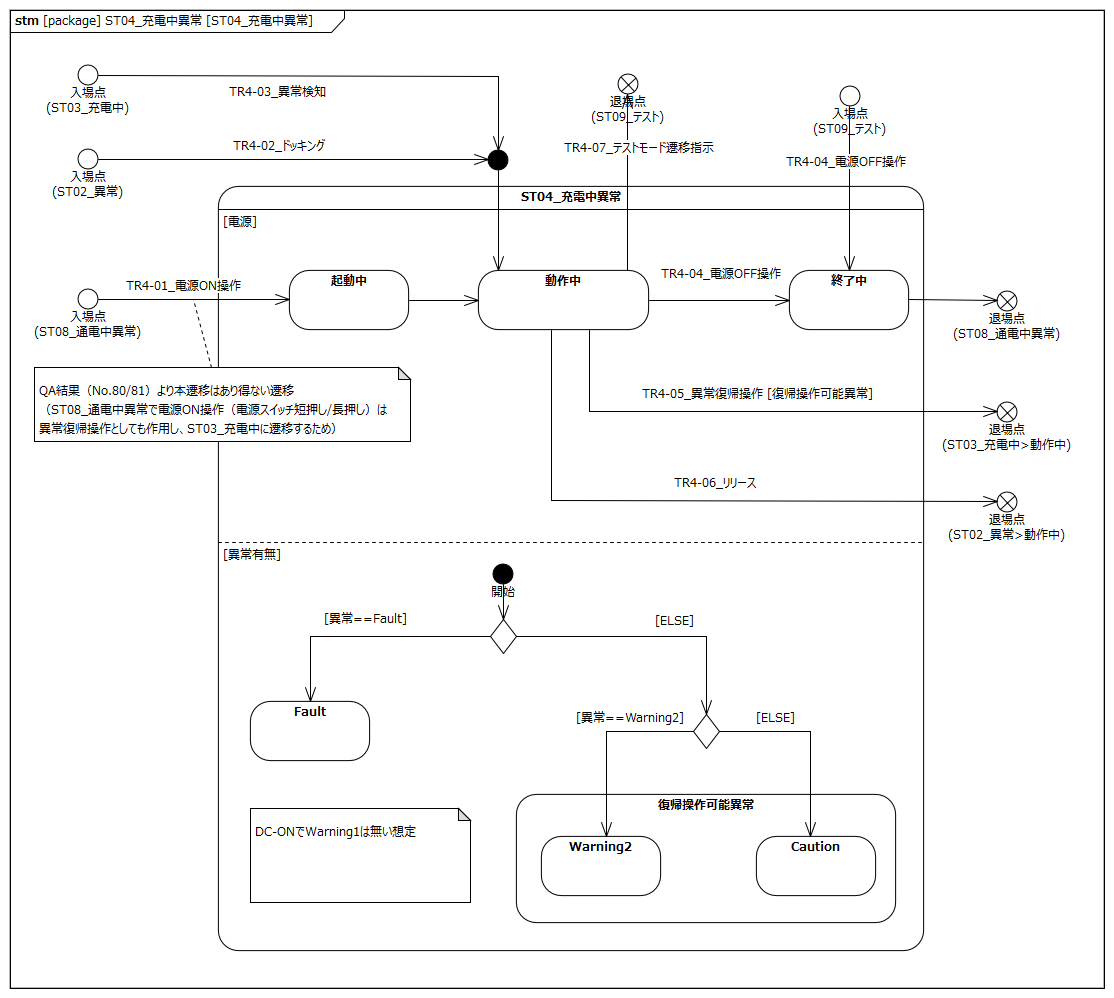 stm [package] ST04_充電中異常 [ST04_充電中異常]
入場点
(ST03_充電中)
TR4-03_異常検知
退場点
(ST09_テスト)
入場点
(ST09_テスト)
TR4-02_ドッキング
TR4-07_テストモード遷移指示
TR4-04_電源OFF操作
入場点
(ST02_異常)
ST04_充電中異常
[電源]
TR4-01_電源ON操作
起動中
動作中
TR4-04_電源OFF操作
終了中
入場点
(ST08_通電中異常)
退場点
(ST08_通電中異常)
QA結果（No.80/81）より本遷移はあり得ない遷移
（ST08_通電中異常で電源ON操作（電源スイッチ短押し/長押し）は
異常復帰操作としても作用し、ST03_充電中に遷移するため）
TR4-05_異常復帰操作 [復帰操作可能異常]
退場点
(ST03_充電中>動作中)
TR4-06_リリース
退場点
(ST02_異常>動作中)
[異常有無]
開始
[異常==Fault]
[ELSE]
Fault
[異常==Warning2]
[ELSE]
復帰操作可能異常
DC-ONでWarning1は無い想定
Warning2
Caution